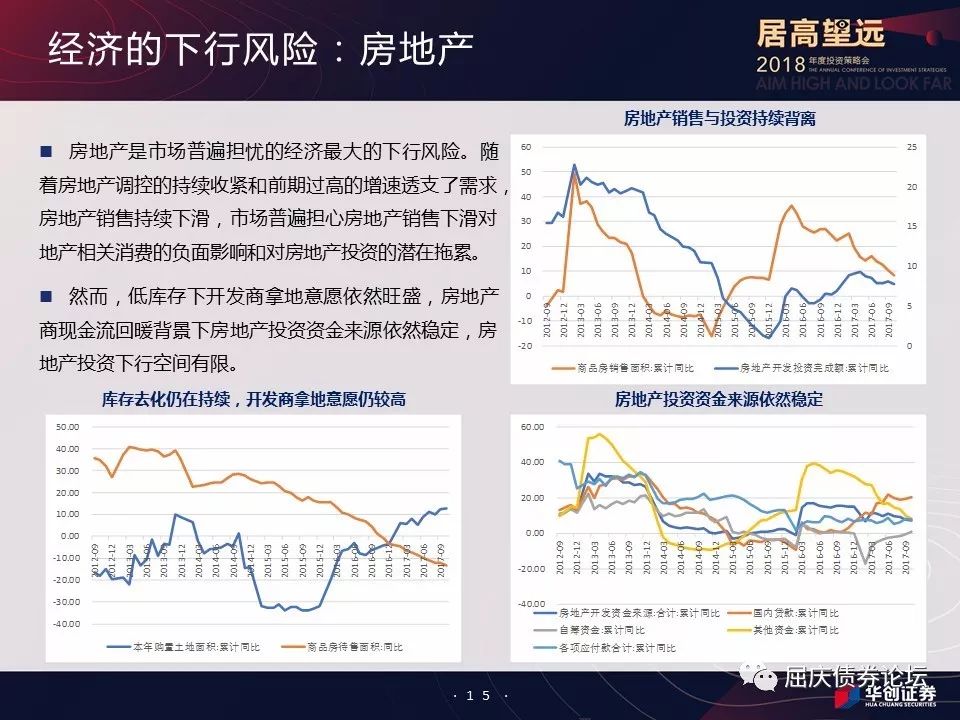 经济的下行风险：房地产
居高望远
2018 年度投资策略会
THE ANNUAL CONFERENCE OF INVESTMENT STRATEGIES
AIM HIGH AND LOOK FAR
■ 房地产是市场普遍担忧的经济最大的下行风险。随
着房地产调控的持续收紧和前期过高的增速透支了需求，
房地产销售持续下滑，市场普遍担心房地产销售下滑对
地产相关消费的负面影响和对房地产投资的潜在拖累。
■ 然而，低库存下开发商拿地意愿依然旺盛，房地产
商现金流回暖背景下房地产投资资金来源依然稳定，房
地产投资下行空间有限。
房地产销售与投资持续背离
60
50
40
30
20
10
0
-10
-20
25
20
15
10
5
0
2012-09 2012-12 2013-03 2013-06 2013-09 2013-12 2014-03 2014-06 2014-09 2014-12 2015-03 2015-06 2015-09 2015-12 2016-03 2016-06 2016-09 2016-12 2017-03 2017-06 2017-09
商品房销售面积:累计同比 房地产开发投资完成额:累计同比
库存去化仍在持续，开发商拿地意愿仍较高
50.00
40.00
30.00
20.00
10.00
0.00
-10.00
-20.00
-30.00
-40.00
2012-09 2012-12 2013-03 2013-06 2013-09 2013-12 2014-03 2014-06 2014-09 2014-12 2015-03 2015-06 2015-09 2015-12 2016-03 2016-06 2016-09 2016-12 2017-03 2017-06 2017-09
本年购置土地面积:累计同比 商品房待售面积:同比
房地产投资资金来源依然稳定
60.00
40.00
20.00
0.00
-20.00
-40.00
2012-09 2012-12 2013-03 2013-06 2013-09 2013-12 2014-03 2014-06 2014-09 2014-12 2015-03 2015-06 2015-09 2015-12 2016-03 2016-06 2016-09 2016-12 2017-03 2017-06 2017-09
房地产开发资金来源:合计:累计同比 国内贷款:累计同比
自筹资金:累计同比 其他资金:累计同比
各项应付款合计:累计同比
· 15 ·
屈庆债券论坛
华创证券
HUA CHUANG SECURITIES